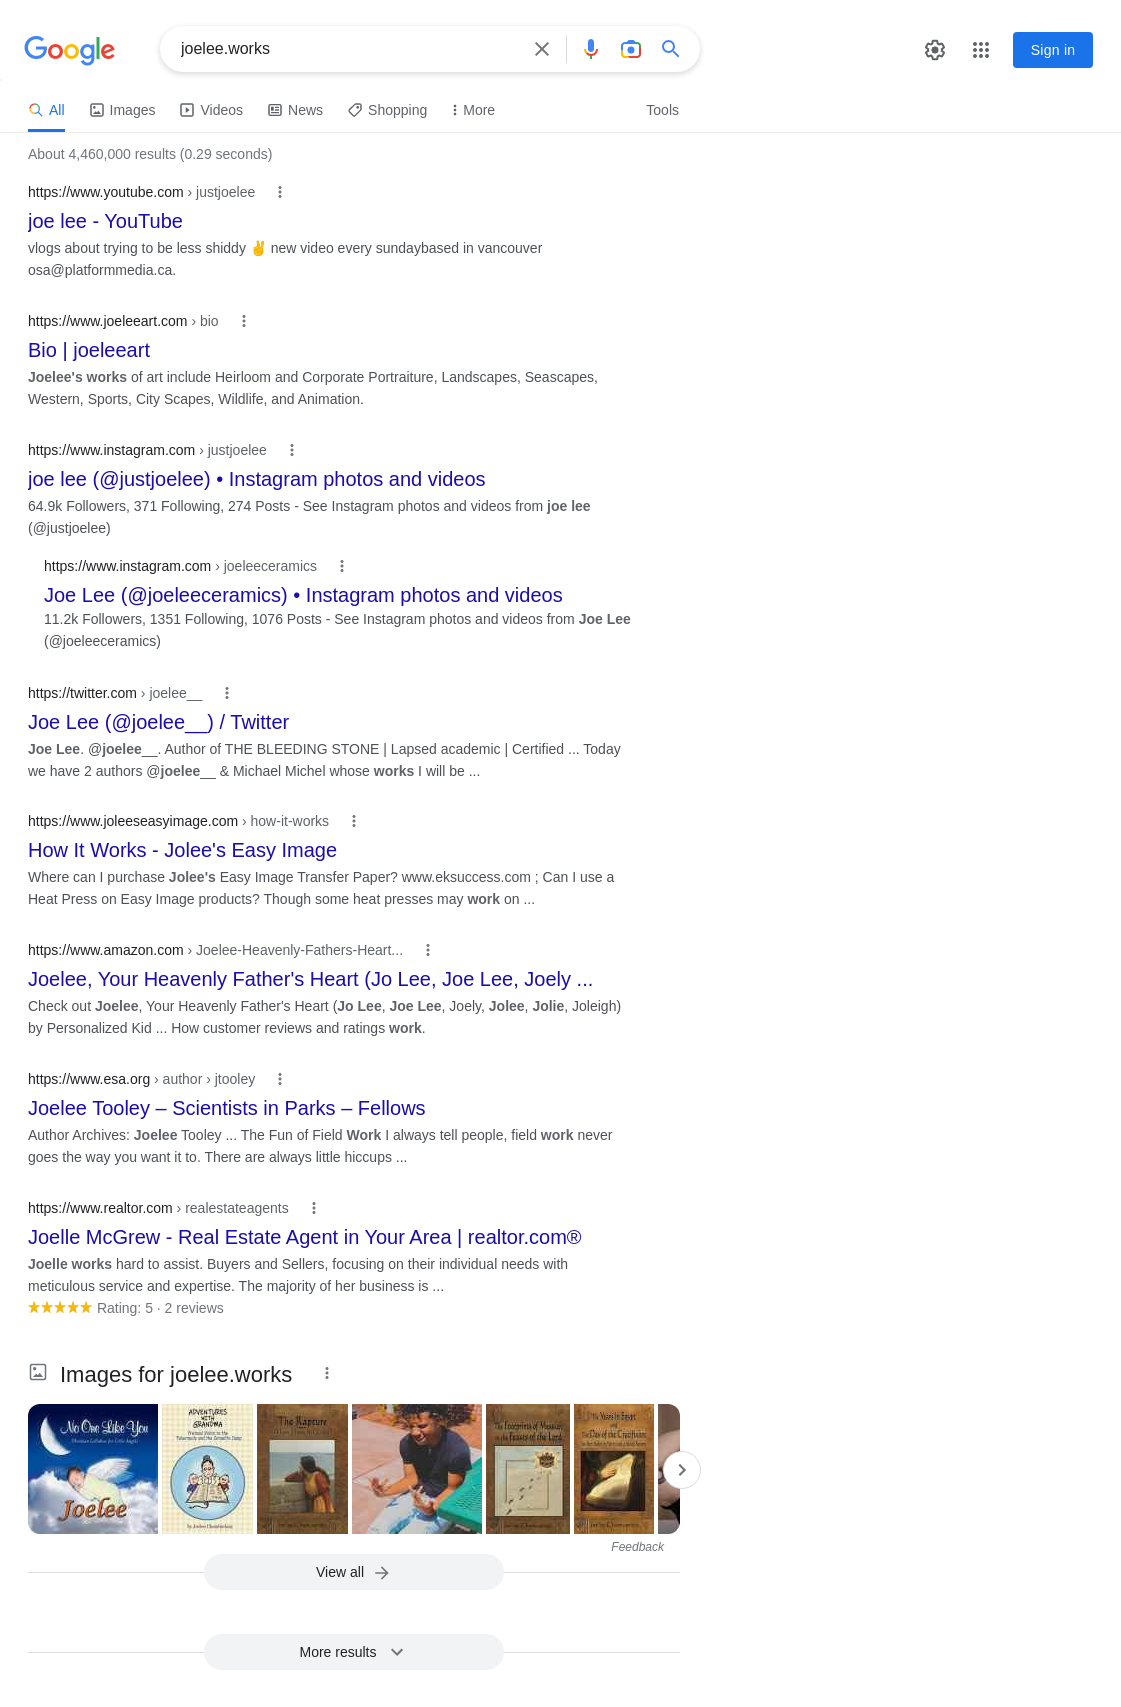 Google
joelee.works
Sign in
All
Images
Videos
News
Shopping
More
Tools
About 4,460,000 results (0.29 seconds)
https://www.youtube.com › justjoelee
joe lee - YouTube
vlogs about trying to be less shiddy ✌️ new video every sundaybased in vancouver
osa@platformmedia.ca.
https://www.joeleeart.com › bio
Bio | joeleeart
Joelee's works of art include Heirloom and Corporate Portraiture, Landscapes, Seascapes,
Western, Sports, City Scapes, Wildlife, and Animation.
https://www.instagram.com › justjoelee
joe lee (@justjoelee) • Instagram photos and videos
64.9k Followers, 371 Following, 274 Posts - See Instagram photos and videos from joe lee
(@justjoelee)
https://www.instagram.com › joeleeceramics
Joe Lee (@joeleeceramics) • Instagram photos and videos
11.2k Followers, 1351 Following, 1076 Posts - See Instagram photos and videos from Joe Lee
(@joeleeceramics)
https://twitter.com › joelee__
Joe Lee (@joelee__) / Twitter
Joe Lee. @joelee__. Author of THE BLEEDING STONE | Lapsed academic | Certified ... Today
we have 2 authors @joelee__ & Michael Michel whose works I will be ...
https://www.joleeseasyimage.com › how-it-works
How It Works - Jolee's Easy Image
Where can I purchase Jolee's Easy Image Transfer Paper? www.eksuccess.com ; Can I use a
Heat Press on Easy Image products? Though some heat presses may work on ...
https://www.amazon.com › Joelee-Heavenly-Fathers-Heart...
Joelee, Your Heavenly Father's Heart (Jo Lee, Joe Lee, Joely ...
Check out Joelee, Your Heavenly Father's Heart (Jo Lee, Joe Lee, Joely, Jolee, Jolie, Joleigh)
by Personalized Kid ... How customer reviews and ratings work.
https://www.esa.org › author › jtooley
Joelee Tooley – Scientists in Parks – Fellows
Author Archives: Joelee Tooley ... The Fun of Field Work I always tell people, field work never
goes the way you want it to. There are always little hiccups ...
https://www.realtor.com › realestateagents
Joelle McGrew - Real Estate Agent in Your Area | realtor.com®
Joelle works hard to assist. Buyers and Sellers, focusing on their individual needs with
meticulous service and expertise. The majority of her business is ...
Rating: 5 · 2 reviews
Images for joelee.works
No One Like You
Joelee
ADVENTURES
WITH
GRANDMA
The Rapture
The Footprints of Messiah
in the Feasts of the Lord
The Years in Egypt
and
The Day of the Crucifixion
Feedback
View all
More results